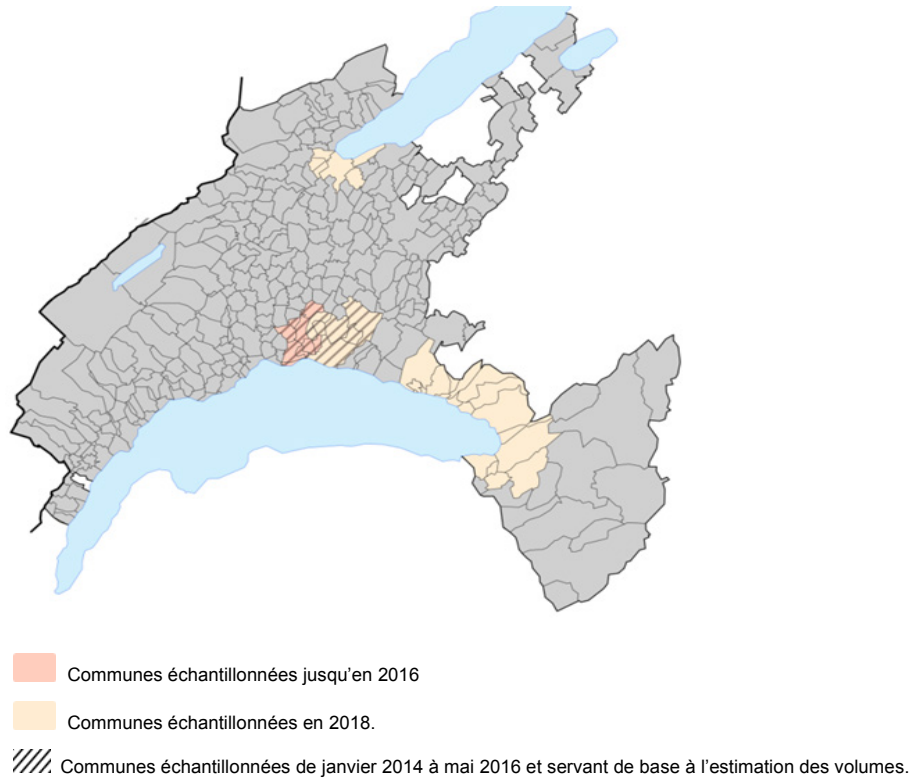 Communes échantillonnées jusqu'en 2016
Communes échantillonnées en 2018.
Communes échantillonnées de janvier 2014 à mai 2016 et servant de base à l'estimation des volumes.